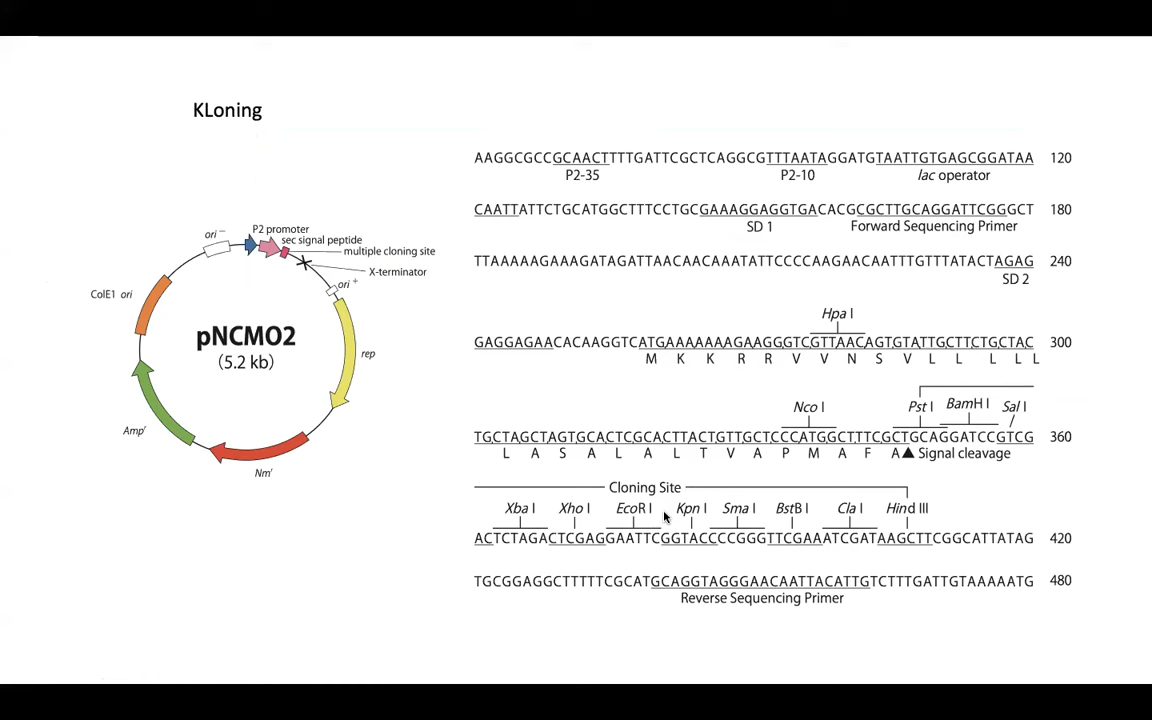 KLoning
P2 promoter
sec signal peptide
multiple cloning site
X-terminator
ori −
ori +
ColE1 ori
pNCMO2
(5.2 kb)
rep
Ampʳ
Nmʳ
AAGGCGCCGCAACTTTTGATTCGCTCAGGCGTTTAATAGGATGTAATTGTGAGCGGATAA 120
P2-35 P2-10 lac operator
CAATTATTCTGCATGGCTTTCCTGCGAAAGGAGGTGACACGCGCTTGCAGGATTCGGGCT 180
SD 1 Forward Sequencing Primer
TTAAAAAGAAAGATAGATTAACAACAAATATTCCCCAAGAACAATTTGTTTATACTAGAG 240
SD 2
Hpa I
GAGGAGAACACAAGGTCATGAAAAAAAGAAGGGTCGTTAACAGTGTATTGCTTCTGCTAC 300
M K K R R V V N S V L L L L
Nco I Pst I BamH I Sal I
TGCTAGCTAGTGCACTCGCACTTACTGTTGCTCCCATGGCTTTCGCTGCAGGATCCGTCG 360
L A S A L A L T V A P M A F A ▲ Signal cleavage
Cloning Site
Xba I Xho I EcoR I Kpn I Sma I BstB I Cla I Hind III
ACTCTAGACTCGAGGAATTCGGTACCCCGGGTTCGAAATCGATAAGCTTCGGCATTATAG 420
TGCGGAGGCTTTTTCGCATGCAGGTAGGGAACAATTACATTGTCTTTGATTGTAAAAATG 480
Reverse Sequencing Primer